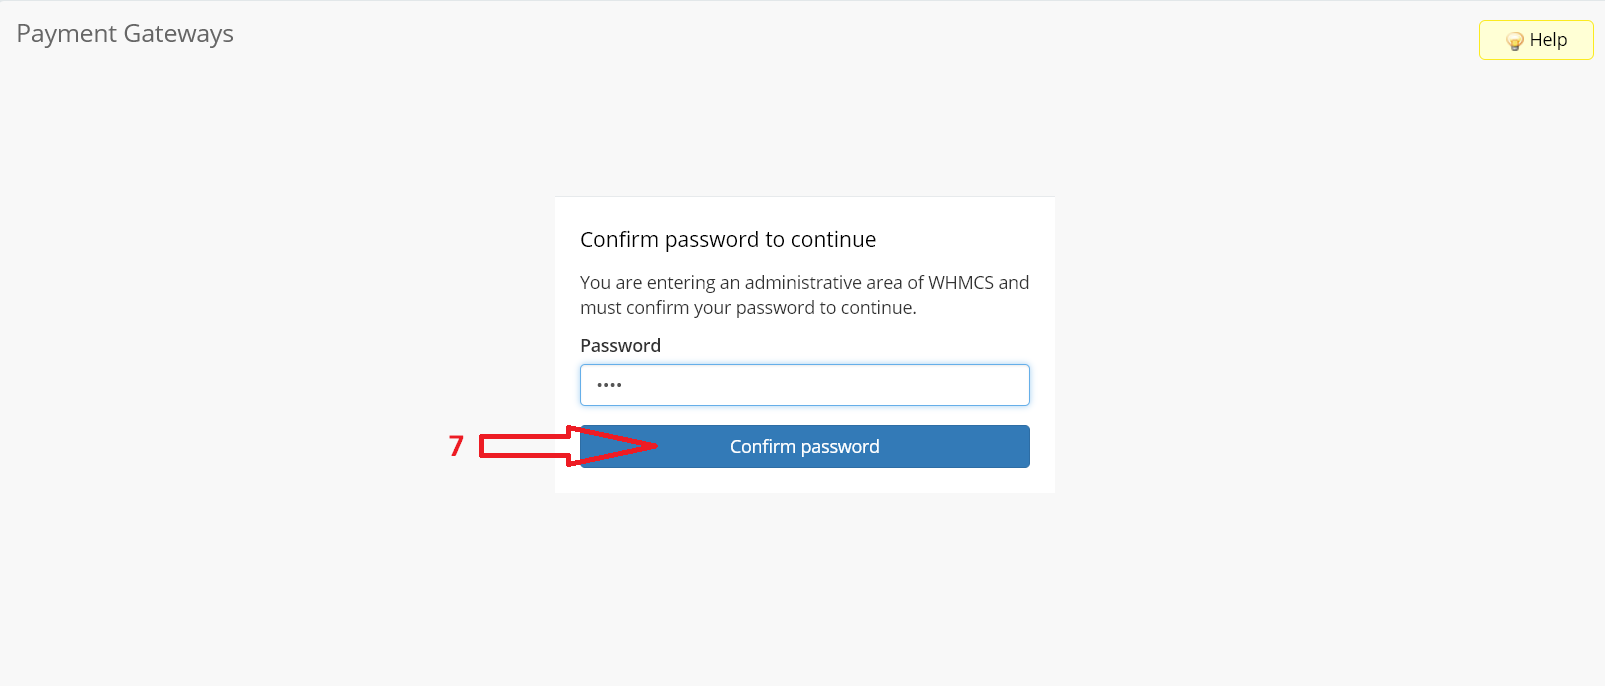 Payment Gateways
Help
Confirm password to continue
You are entering an administrative area of WHMCS and
must confirm your password to continue.
Password
••••
7
Confirm password